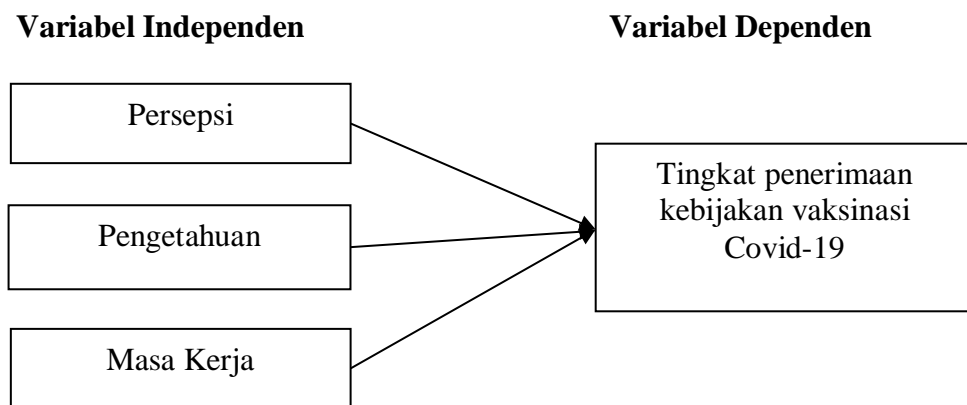 Variabel Independen
Variabel Dependen
Persepsi
Pengetahuan
Masa Kerja
Tingkat penerimaan
kebijakan vaksinasi
Covid-19